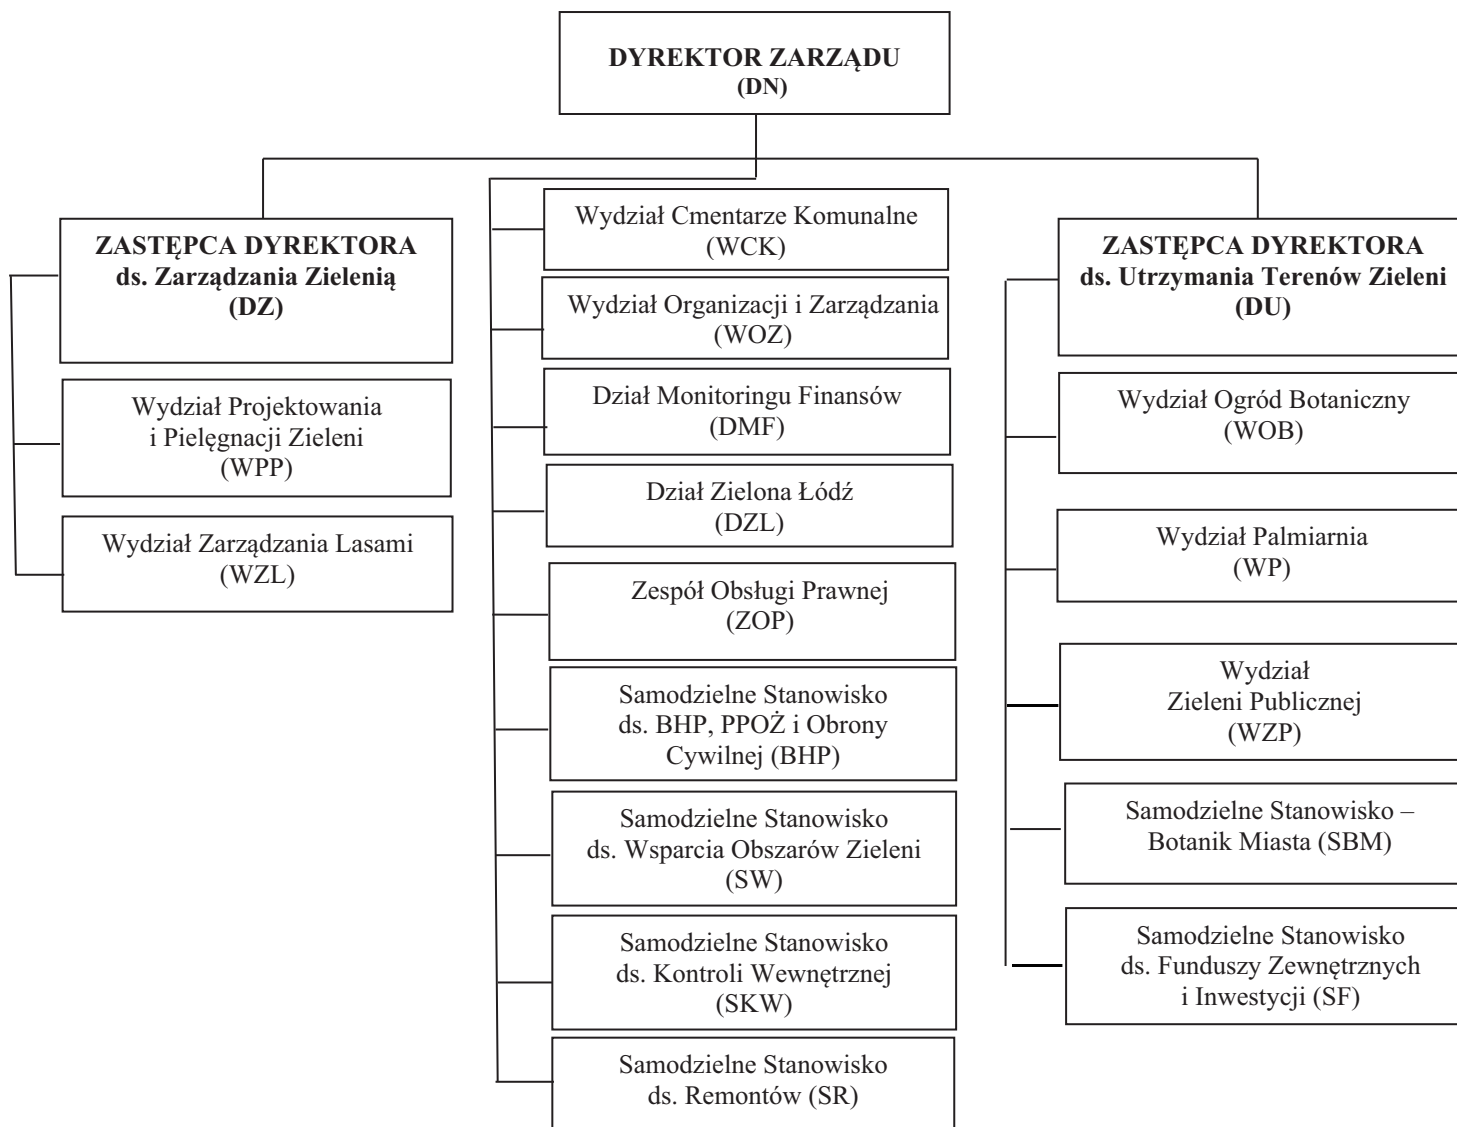 DYREKTOR ZARZĄDU
(DN)
ZASTĘPCA DYREKTORA
ds. Zarządzania Zielenią
(DZ)
Wydział Projektowania
i Pielęgnacji Zieleni
(WPP)
Wydział Zarządzania Lasami
(WZL)
Wydział Cmentarze Komunalne
(WCK)
Wydział Organizacji i Zarządzania
(WOZ)
Dział Monitoringu Finansów
(DMF)
Dział Zielona Łódź
(DZL)
Zespół Obsługi Prawnej
(ZOP)
Samodzielne Stanowisko
ds. BHP, PPOŻ i Obrony
Cywilnej (BHP)
Samodzielne Stanowisko
ds. Wsparcia Obszarów Zieleni
(SW)
Samodzielne Stanowisko
ds. Kontroli Wewnętrznej
(SKW)
Samodzielne Stanowisko
ds. Remontów (SR)
ZASTĘPCA DYREKTORA
ds. Utrzymania Terenów Zieleni
(DU)
Wydział Ogród Botaniczny
(WOB)
Wydział Palmiarnia
(WP)
Wydział
Zieleni Publicznej
(WZP)
Samodzielne Stanowisko –
Botanik Miasta (SBM)
Samodzielne Stanowisko
ds. Funduszy Zewnętrznych
i Inwestycji (SF)